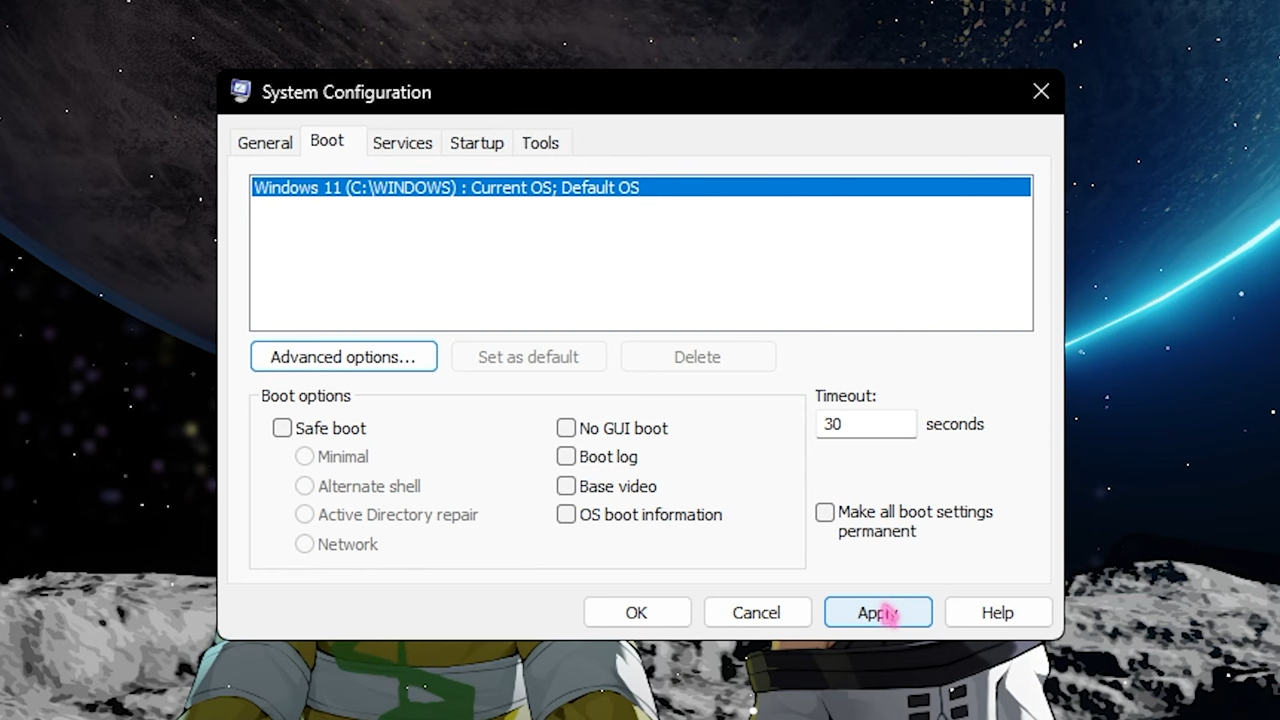 System Configuration
General
Boot
Services
Startup
Tools
Windows 11 (C:\WINDOWS) : Current OS; Default OS
Advanced options...
Set as default
Delete
Boot options
Timeout:
Safe boot
No GUI boot
30
seconds
Minimal
Boot log
Alternate shell
Base video
Active Directory repair
OS boot information
Make all boot settings
permanent
Network
OK
Cancel
Apply
Help